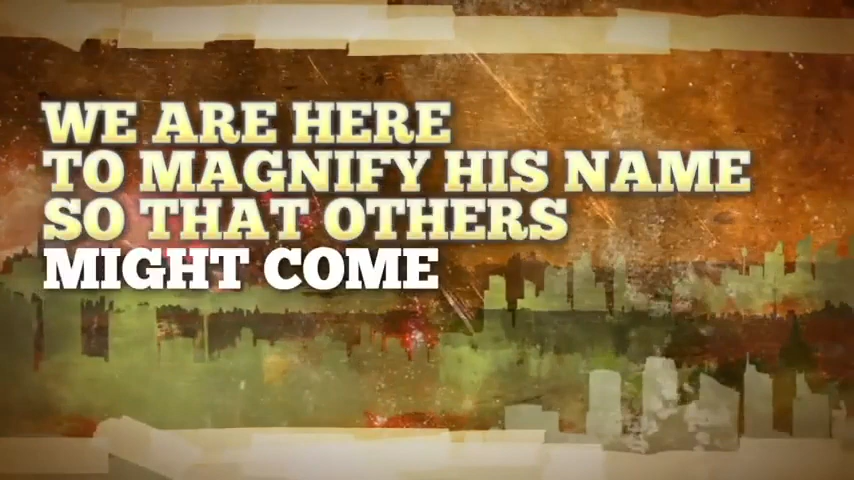 WE ARE HERE
TO MAGNIFY HIS NAME
SO THAT OTHERS
MIGHT COME